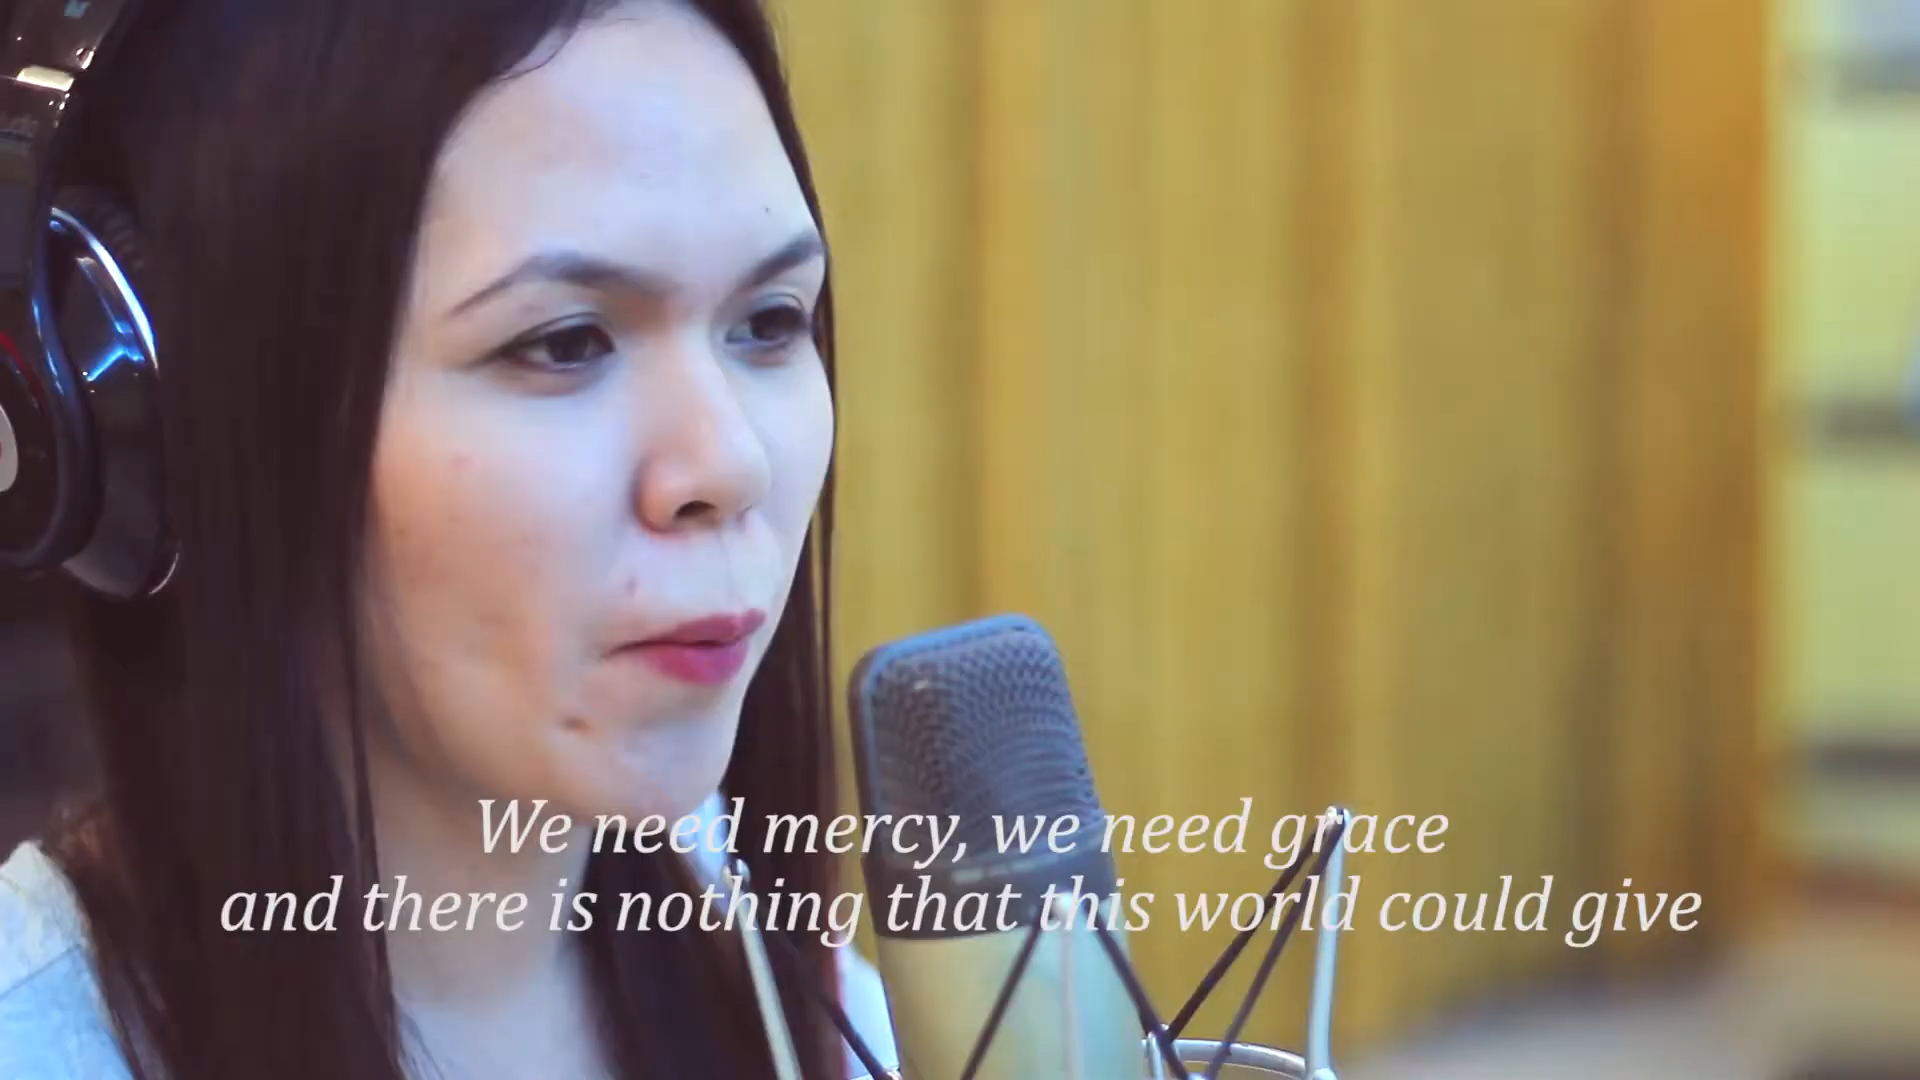 We need mercy, we need grace
and there is nothing that this world could give